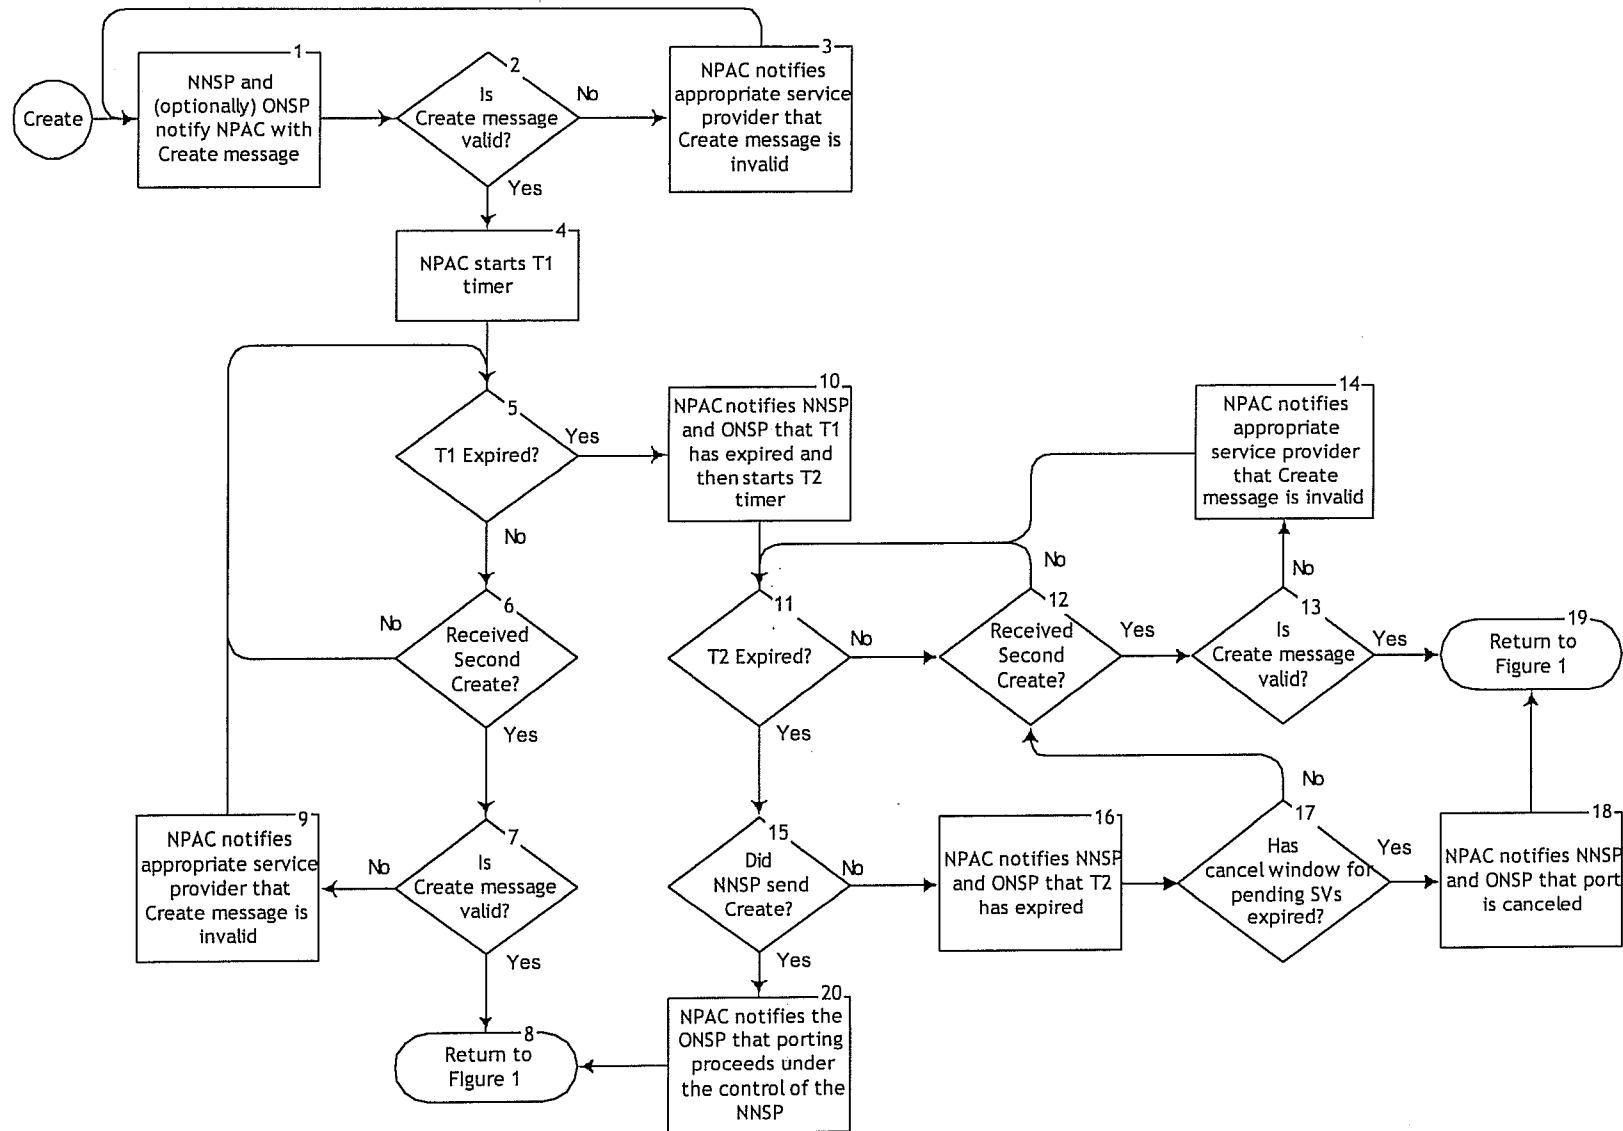 Create
1
NNSP and
(optionally) ONSP
notify NPAC with
Create message
2
Is
Create message
valid?
No
Yes
3
NPAC notifies
appropriate service
provider that
Create message is
invalid
4
NPAC starts T1
timer
5
T1 Expired?
Yes
No
10
NPAC notifies NNSP
and ONSP that T1
has expired and
then starts T2
timer
14
NPAC notifies
appropriate
service provider
that Create
message is invalid
6
Received
Second
Create?
No
Yes
11
T2 Expired?
No
Yes
12
Received
Second
Create?
No
Yes
13
Is
Create message
valid?
No
Yes
19
Return to
Figure 1
9
NPAC notifies
appropriate service
provider that
Create message is
invalid
7
Is
Create message
valid?
No
Yes
15
Did
NNSP send
Create?
No
Yes
16
NPAC notifies NNSP
and ONSP that T2
has expired
17
Has
cancel window for
pending SVs
expired?
No
Yes
18
NPAC notifies NNSP
and ONSP that port
is canceled
8
Return to
FIgure 1
20
NPAC notifies the
ONSP that porting
proceeds under
the control of the
NNSP